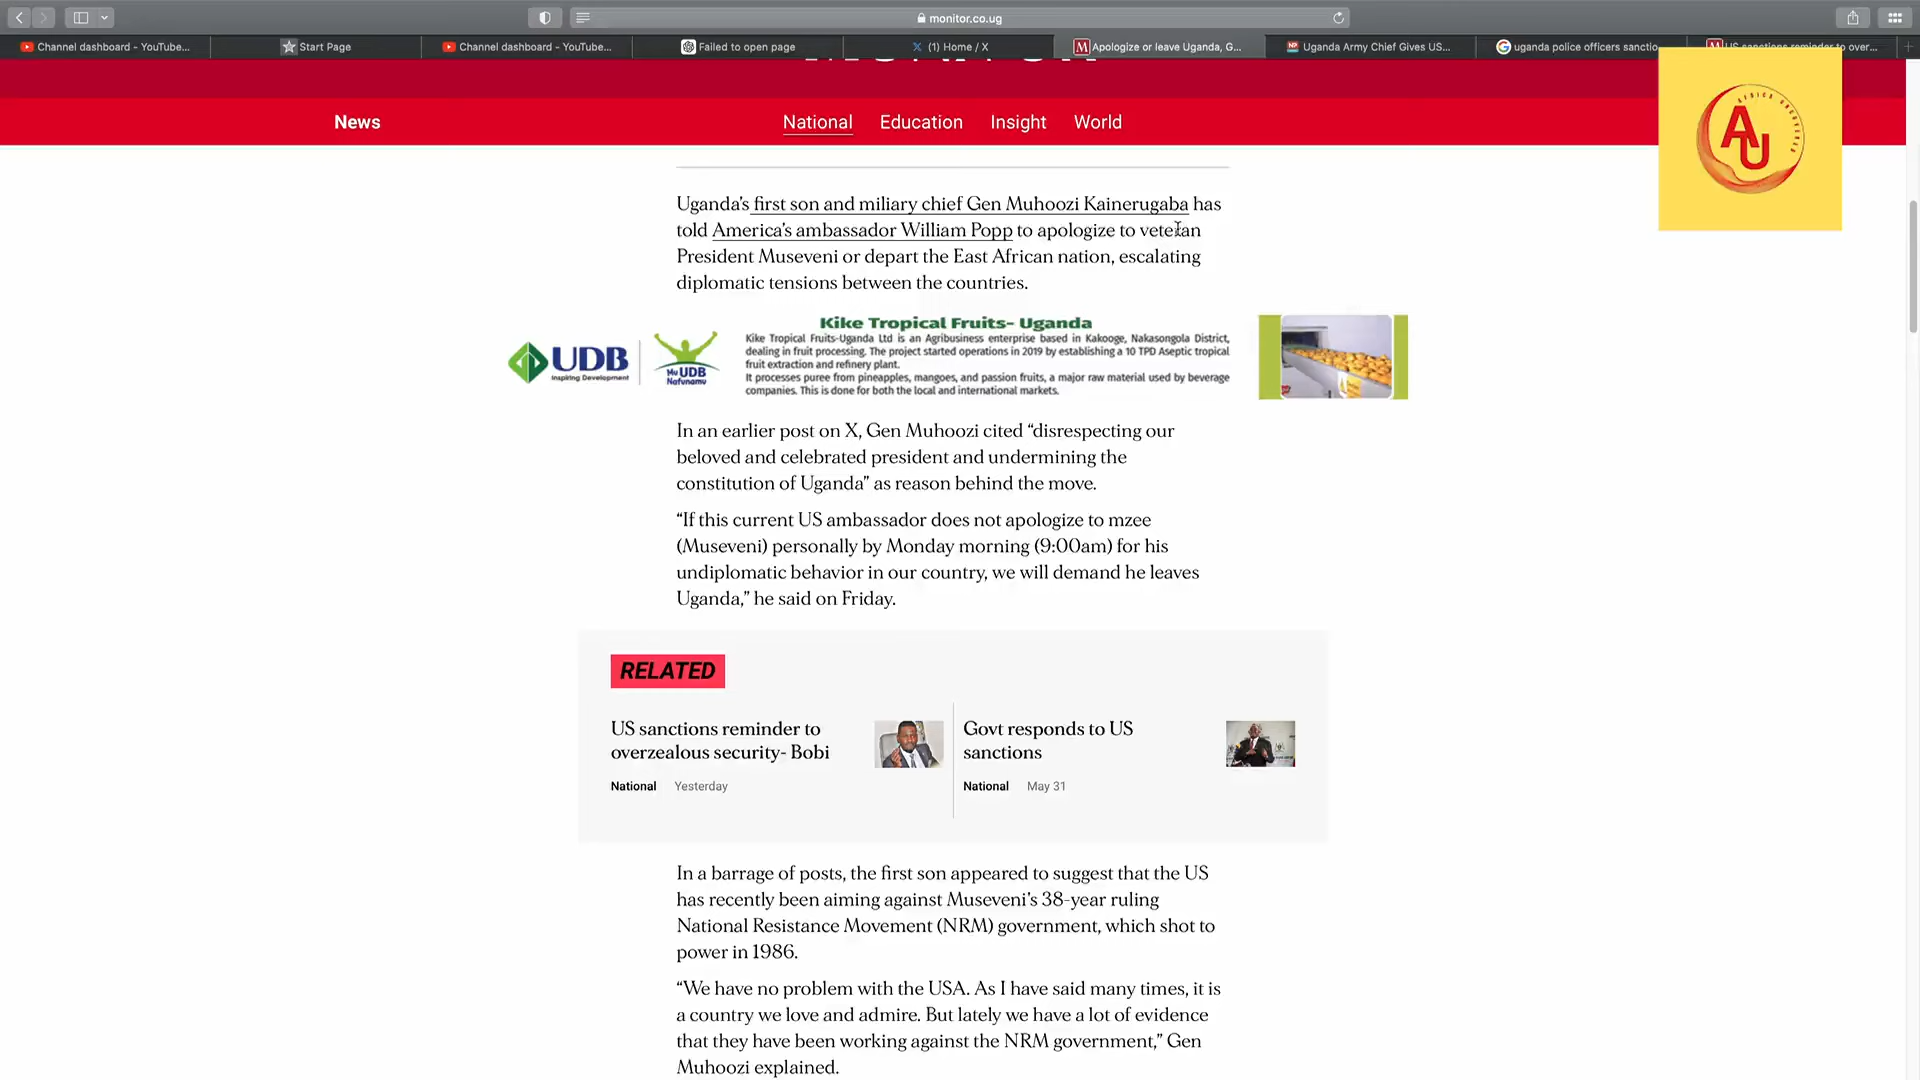 monitor.co.ug
Channel dashboard - YouTube...
Start Page
Channel dashboard - YouTube...
Failed to open page
(1) Home / X
Apologize or leave Uganda, G...
Uganda Army Chief Gives US...
uganda police officers sanctio
US sanctions reminder to over...
News
National
Education
Insight
World
AFRICA UNCOVERED
AU
Uganda’s first son and miliary chief Gen Muhoozi Kainerugaba has
told America’s ambassador William Popp to apologize to veteran
President Museveni or depart the East African nation, escalating
diplomatic tensions between the countries.
UDB
Inspiring Development
My UDB
Nafunamu
Kike Tropical Fruits- Uganda
Kike Tropical Fruits-Uganda Ltd is an Agribusiness enterprise based in Kakooge, Nakasongola District,
dealing in fruit processing. The project started operations in 2019 by establishing a 10 TPD Aseptic tropical
fruit extraction and refinery plant.
It processes puree from pineapples, mangoes, and passion fruits, a major raw material used by beverage
companies. This is done for both the local and international markets.
In an earlier post on X, Gen Muhoozi cited “disrespecting our
beloved and celebrated president and undermining the
constitution of Uganda” as reason behind the move.
“If this current US ambassador does not apologize to mzee
(Museveni) personally by Monday morning (9:00am) for his
undiplomatic behavior in our country, we will demand he leaves
Uganda,” he said on Friday.
RELATED
US sanctions reminder to
overzealous security- Bobi
National Yesterday
Govt responds to US
sanctions
National May 31
In a barrage of posts, the first son appeared to suggest that the US
has recently been aiming against Museveni’s 38-year ruling
National Resistance Movement (NRM) government, which shot to
power in 1986.
“We have no problem with the USA. As I have said many times, it is
a country we love and admire. But lately we have a lot of evidence
that they have been working against the NRM government,” Gen
Muhoozi explained.